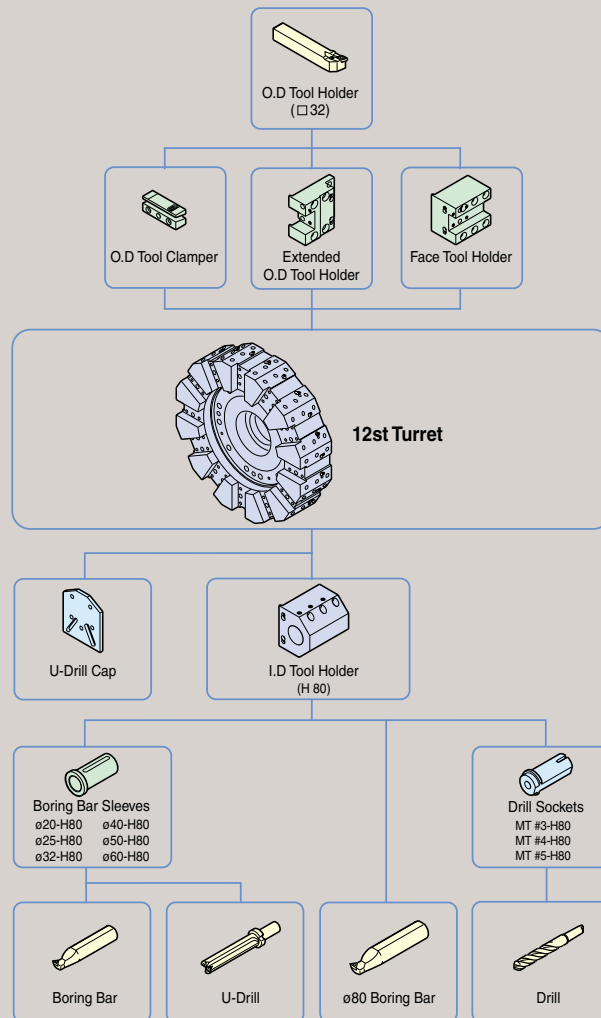 O.D Tool Holder
(□32)
O.D Tool Clamper
Extended
O.D Tool Holder
Face Tool Holder
12st Turret
U-Drill Cap
I.D Tool Holder
(H 80)
Boring Bar Sleeves
ø20-H80 ø40-H80
ø25-H80 ø50-H80
ø32-H80 ø60-H80
Drill Sockets
MT #3-H80
MT #4-H80
MT #5-H80
Boring Bar
U-Drill
ø80 Boring Bar
Drill